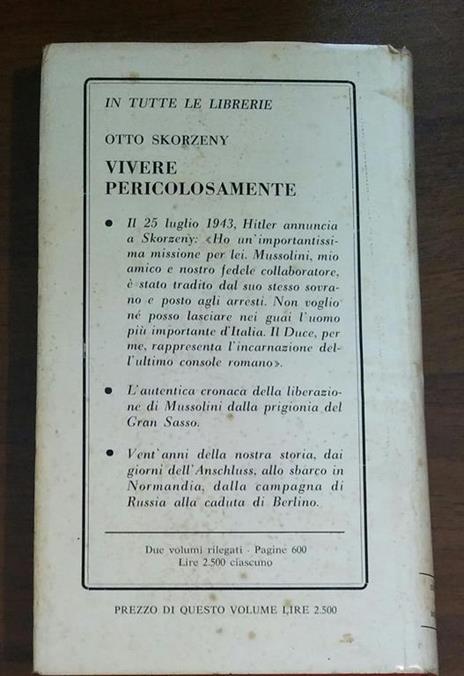 IN TUTTE LE LIBRERIE
OTTO SKORZENY
VIVERE
PERICOLOSAMENTE
● Il 25 luglio 1943, Hitler annuncia
a Skorzeny: «Ho un'importantissi-
ma missione per lei. Mussolini, mio
amico e nostro fedele collaboratore,
è stato tradito dal suo stesso sovra-
no e posto agli arresti. Non voglio
né posso lasciare nei guai l'uomo
più importante d'Italia. Il Duce, per
me, rappresenta l'incarnazione del-
l'ultimo console romano».
● L'autentica cronaca della liberazio-
ne di Mussolini dalla prigionia del
Gran Sasso.
● Vent'anni della nostra storia, dai
giorni dell'Anschluss, allo sbarco in
Normandia, dalla campagna di
Russia alla caduta di Berlino.
Due volumi rilegati - Pagine 600
Lire 2.500 ciascuno
PREZZO DI QUESTO VOLUME LIRE 2.500